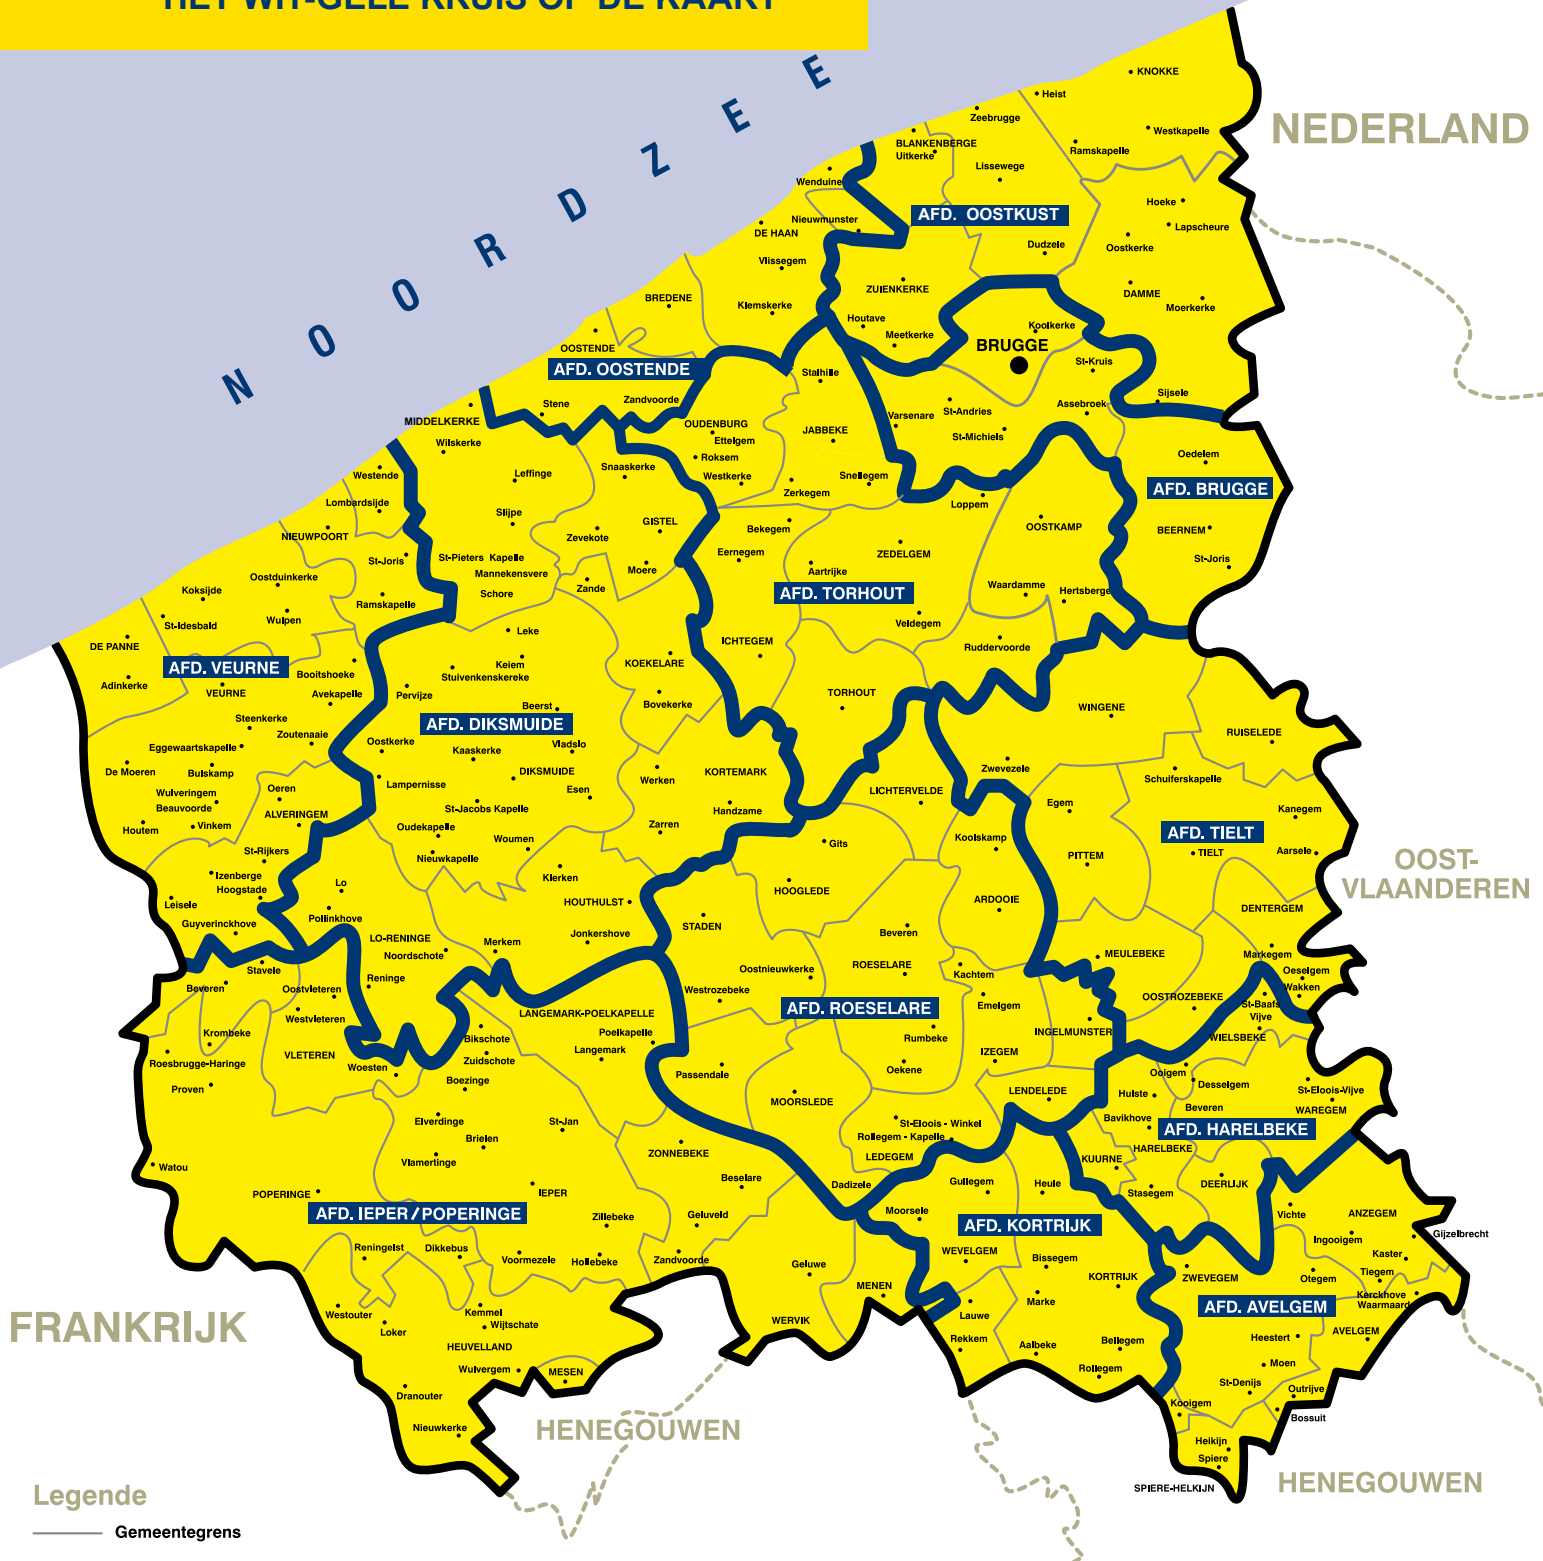 HET WIT-GELE KRUIS OP DE KAART
N O O R D Z E E
NEDERLAND
KNOKKE
Heist
Zeebrugge
Westkapelle
Ramskapelle
BLANKENBERGE
Uitkerke
Lissewege
Wenduine
Hoeke
Lapscheure
AFD. OOSTKUST
Nieuwmunster
DE HAAN
Dudzele
Oostkerke
Vlissegem
ZUIENKERKE
DAMME
Moerkerke
BREDENE
Klemskerke
Houtave
Meetkerke
Koolkerke
BRUGGE
OOSTENDE
AFD. OOSTENDE
Stalhille
St-Kruis
Sijsele
Stene
Zandvoorde
Varsenare
St-Andries
Assebroek
MIDDELKERKE
OUDENBURG
Ettelgem
JABBEKE
St-Michiels
Wilskerke
Roksem
Oedelem
Westende
Leffinge
Snaaskerke
Westkerke
Zerkegem
Snellegem
AFD. BRUGGE
Lombardsijde
Slijpe
Loppem
NIEUWPOORT
GISTEL
Bekegem
OOSTKAMP
BEERNEM
Zevekote
St-Joris
St-Pieters Kapelle
Eernegem
ZEDELGEM
St-Joris
Mannekensvere
Moere
Aartrijke
Oostduinkerke
Koksijde
Schore
Zande
AFD. TORHOUT
Waardamme
Hertsberge
Ramskapelle
St-Idesbald
Wulpen
Veldegem
Leke
ICHTEGEM
Ruddervoorde
DE PANNE
AFD. VEURNE
Booitshoeke
Keiem
Stuivenkenskereke
KOEKELARE
Adinkerke
VEURNE
Avekapelle
Pervijze
Bovekerke
TORHOUT
Beerst
WINGENE
Steenkerke
AFD. DIKSMUIDE
Zoutenaaie
Oostkerke
Kaaskerke
Vladslo
RUISELEDE
Eggewaartskapelle
De Moeren
Bulskamp
DIKSMUIDE
Werken
KORTEMARK
Zwevezele
Schuiferskapelle
Lampernisse
Wulveringem
Beauvoorde
Oeren
Esen
LICHTERVELDE
ALVERINGEM
St-Jacobs Kapelle
Handzame
Egem
Kanegem
Houtem
Vinkem
Oudekapelle
Woumen
Zarren
Gits
Koolskamp
AFD. TIELT
St-Rijkers
Nieuwkapelle
PITTEM
TIELT
Aarsele
OOST-
VLAANDEREN
Izenberge
Hoogstade
Lo
Klerken
HOOGLEDE
Leisele
Pollinkhove
HOUTHULST
ARDOOIE
DENTERGEM
Guyverinckhove
STADEN
Jonkershove
Beveren
LO-RENINGE
Noordschote
Merkem
MEULEBEKE
Markegem
Stavele
Oostnieuwkerke
ROESELARE
Kachtem
Oeselgem
Beveren
Reninge
Wakken
Oostvleteren
Westrozebeke
OOSTROZEBEKE
St-Baafs
Vijve
AFD. ROESELARE
Emelgem
Westvleteren
LANGEMARK-POELKAPELLE
INGELMUNSTER
WIELSBEKE
Krombeke
Poelkapelle
Bikschote
Rumbeke
VLETEREN
Langemark
IZEGEM
Roesbrugge-Haringe
Zuidschote
Woesten
Oekene
Ooigem
Passendale
Desselgem
Proven
Boezinge
LENDELEDE
Hulste
St-Eloois-Vijve
WAREGEM
MOORSLEDE
Beveren
Elverdinge
St-Jan
Bavikhove
St-Eloois - Winkel
AFD. HARELBEKE
Brielen
Rollegem - Kapelle
ZONNEBEKE
LEDEGEM
HARELBEKE
Vlamertinge
KUURNE
Watou
Beselare
Dadizele
Gullegem
Heule
Stasegem
DEERLIJK
POPERINGE
IEPER
AFD. IEPER/POPERINGE
Zillebeke
Geluveld
Moorsele
AFD. KORTRIJK
Vichte
ANZEGEM
Gijzelbrecht
Ingooigem
Reningelst
Dikkebus
Voormezele
Hollebeke
Zandvoorde
Geluwe
WEVELGEM
Bissegem
Kaster
KORTRIJK
ZWEVEGEM
Otegem
Tiegem
MENEN
Kerckhove
Waarmaard
Marke
AFD. AVELGEM
FRANKRIJK
Westouter
Kemmel
Wijtschate
Lauwe
WERVIK
Loker
AVELGEM
HEUVELLAND
Rekkem
Aalbeke
Bellegem
Heestert
Wulvergem
MESEN
Rollegem
Moen
Dranouter
St-Denijs
Outrijve
Kooigem
Bossuit
Nieuwkerke
HENEGOUWEN
Heikijn
Spiere
SPIERE-HELKIJN
HENEGOUWEN
Legende
Gemeentegrens